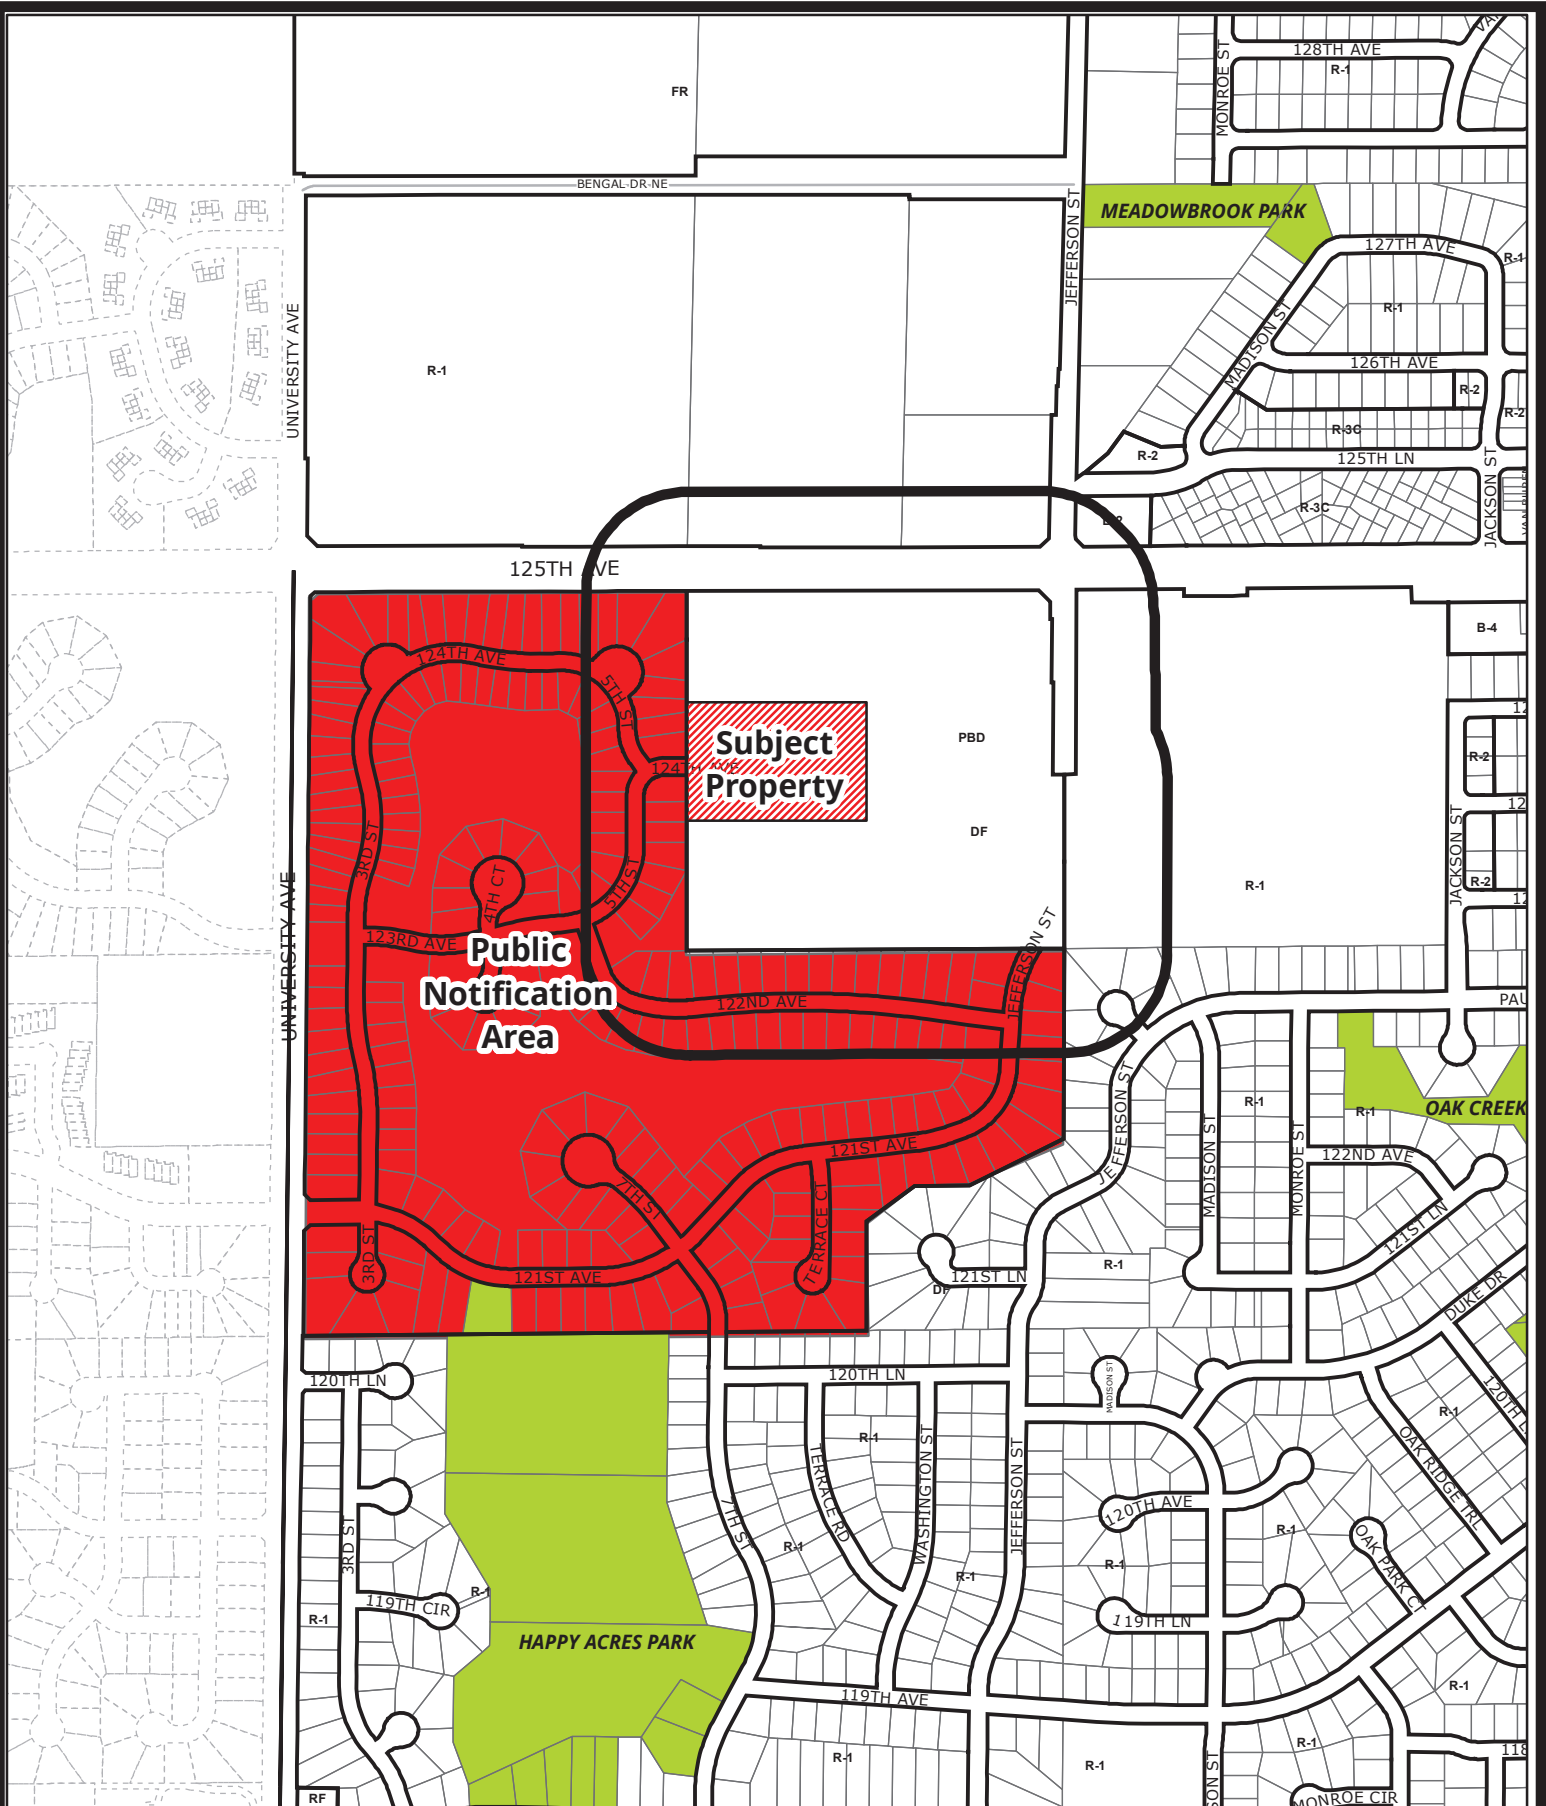 128TH AVE
R-1
MONROE ST
FR
BENGAL DR NE
MEADOWBROOK PARK
JEFFERSON ST
127TH AVE
R-1
R-1
MADISON ST
UNIVERSITY AVE
R-1
126TH AVE
R-2
R-2
R-3C
R-2
125TH LN
JACKSON ST
R-3C
125TH AVE
B-4
124TH AVE
5TH ST
Subject
Property
124TH AVE
PBD
DF
R-2
JACKSON ST
R-2
R-1
3RD ST
4TH CT
5TH ST
UNIVERSITY AVE
123RD AVE
Public
Notification
Area
122ND AVE
JEFFERSON ST
JEFFERSON ST
R-1
R-1
OAK CREEK
JEFFERSON ST
MADISON ST
MONROE ST
122ND AVE
121ST AVE
7TH ST
TERRACE CT
121ST LN
3RD ST
121ST AVE
121ST LN
DF
R-1
DUKE DR
120TH LN
120TH LN
MADISON ST
120TH
R-1
R-1
OAK RIDGE TRL
TERRACE RD
WASHINGTON ST
JEFFERSON ST
120TH AVE
7TH ST
3RD ST
R-1
R-1
R-1
R-1
OAK PARK CT
R-1
119TH CIR
R-1
119TH LN
HAPPY ACRES PARK
119TH AVE
R-1
R-1
R-1
R-1
118
SON ST
RF
MONROE CIR